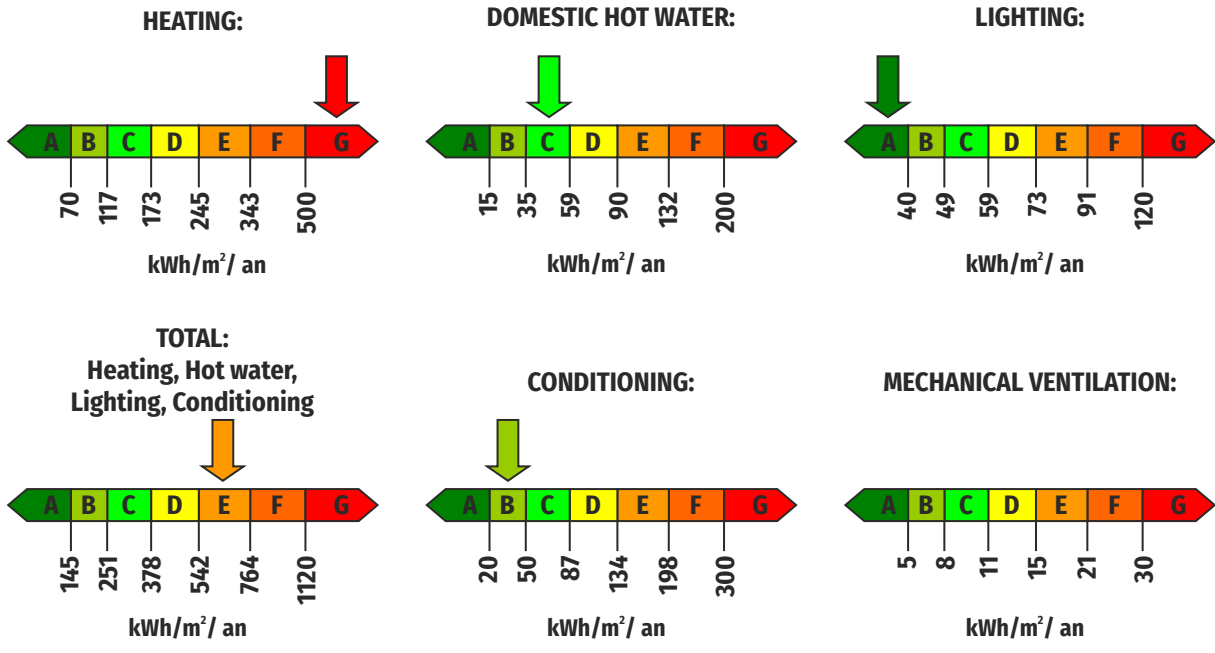 HEATING:
A B C D E F G
70 117 173 245 343 500
kWh/m²/ an
DOMESTIC HOT WATER:
A B C D E F G
15 35 59 90 132 200
kWh/m²/ an
LIGHTING:
A B C D E F G
40 49 59 73 91 120
kWh/m²/ an
TOTAL:
Heating, Hot water,
Lighting, Conditioning
A B C D E F G
145 251 378 542 764 1120
kWh/m²/ an
CONDITIONING:
A B C D E F G
20 50 87 134 198 300
kWh/m²/ an
MECHANICAL VENTILATION:
A B C D E F G
5 8 11 15 21 30
kWh/m²/ an